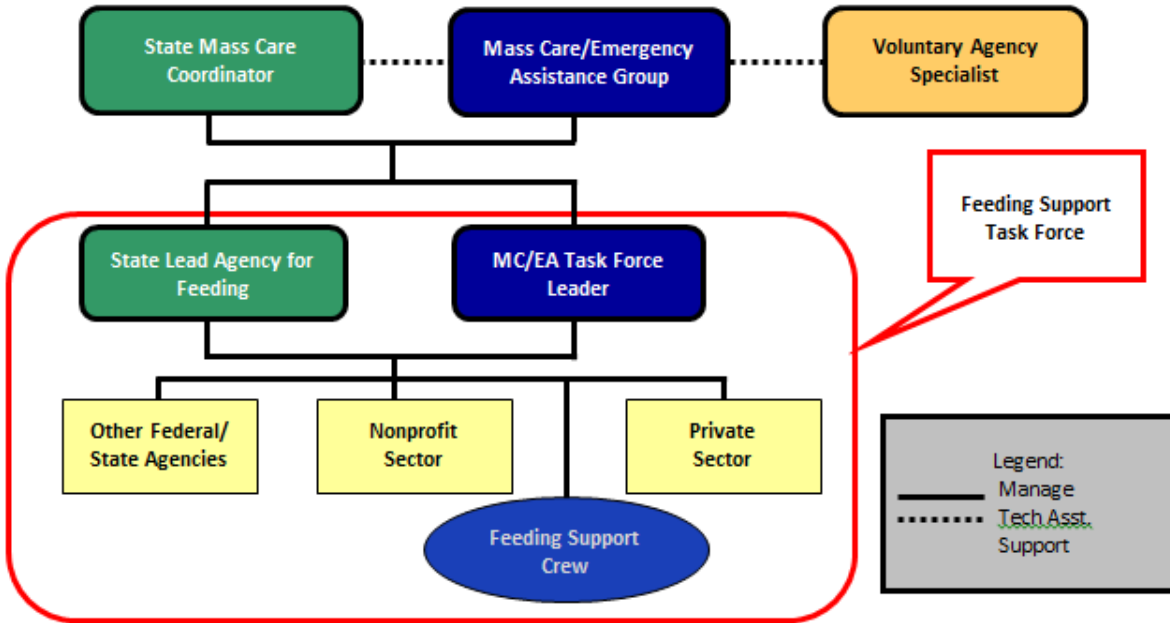 State Mass Care
Coordinator
Mass Care/Emergency
Assistance Group
Voluntary Agency
Specialist
Feeding Support
Task Force
State Lead Agency for
Feeding
MC/EA Task Force
Leader
Other Federal/
State Agencies
Nonprofit
Sector
Private
Sector
Feeding Support
Crew
Legend:
Manage
Tech Asst.
Support